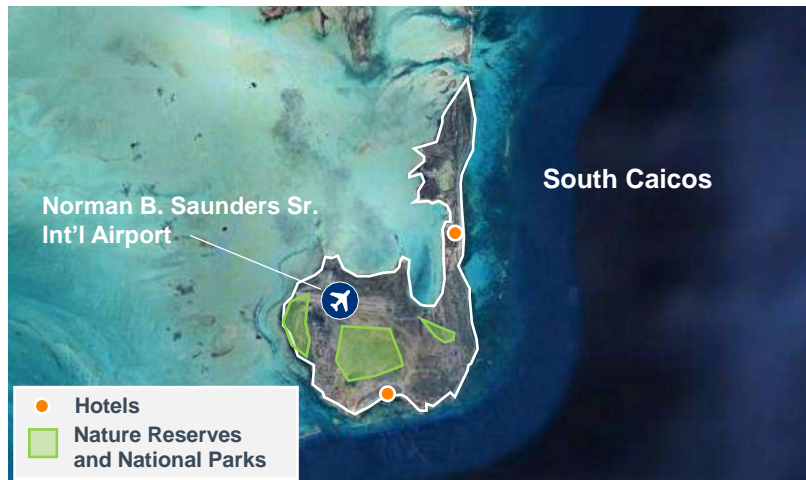 South Caicos
Norman B. Saunders Sr.
Int'l Airport
Hotels
Nature Reserves
and National Parks